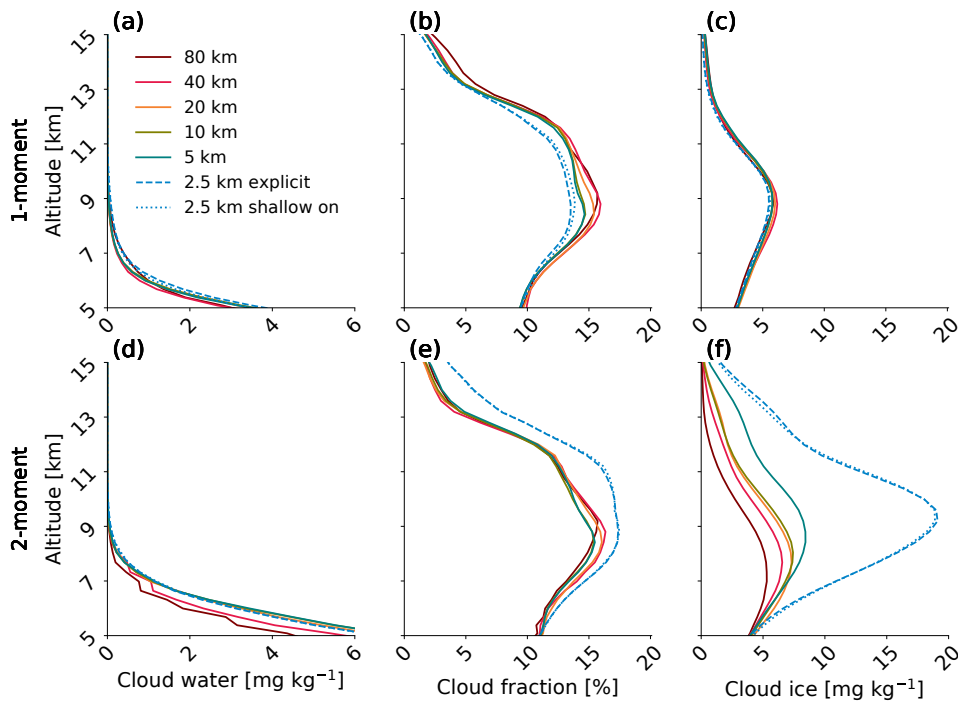 (a) (b) (c)
1-moment
Altitude [km]
15
13
11
9
7
5
80 km
40 km
20 km
10 km
5 km
2.5 km explicit
2.5 km shallow on
0 2 4 6
0 5 10 15 20
0 5 10 15 20
(d) (e) (f)
2-moment
Altitude [km]
15
13
11
9
7
5
0 2 4 6
0 5 10 15 20
0 5 10 15 20
Cloud water [mg kg⁻¹]
Cloud fraction [%]
Cloud ice [mg kg⁻¹]